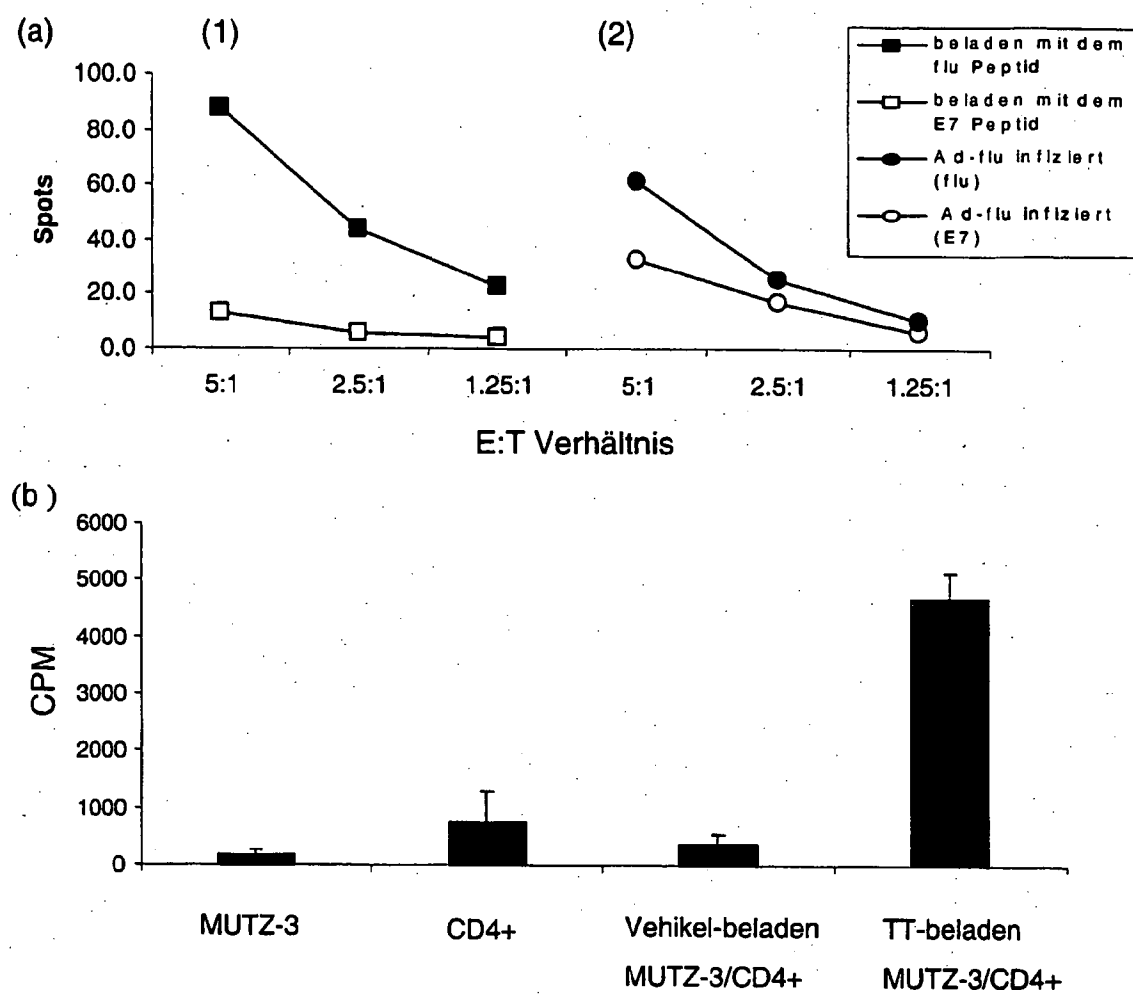 (a)
(1)
(2)
beladen mit dem
flu Peptid
beladen mit dem
E7 Peptid
Ad-flu infiziert
(flu)
Ad-flu infiziert
(E7)
100.0
80.0
60.0
40.0
20.0
0.0
Spots
5:1 2.5:1 1.25:1 5:1 2.5:1 1.25:1
E:T Verhältnis
(b)
6000
5000
4000
3000
2000
1000
0
CPM
MUTZ-3 CD4+ Vehikel-beladen TT-beladen
MUTZ-3/CD4+ MUTZ-3/CD4+